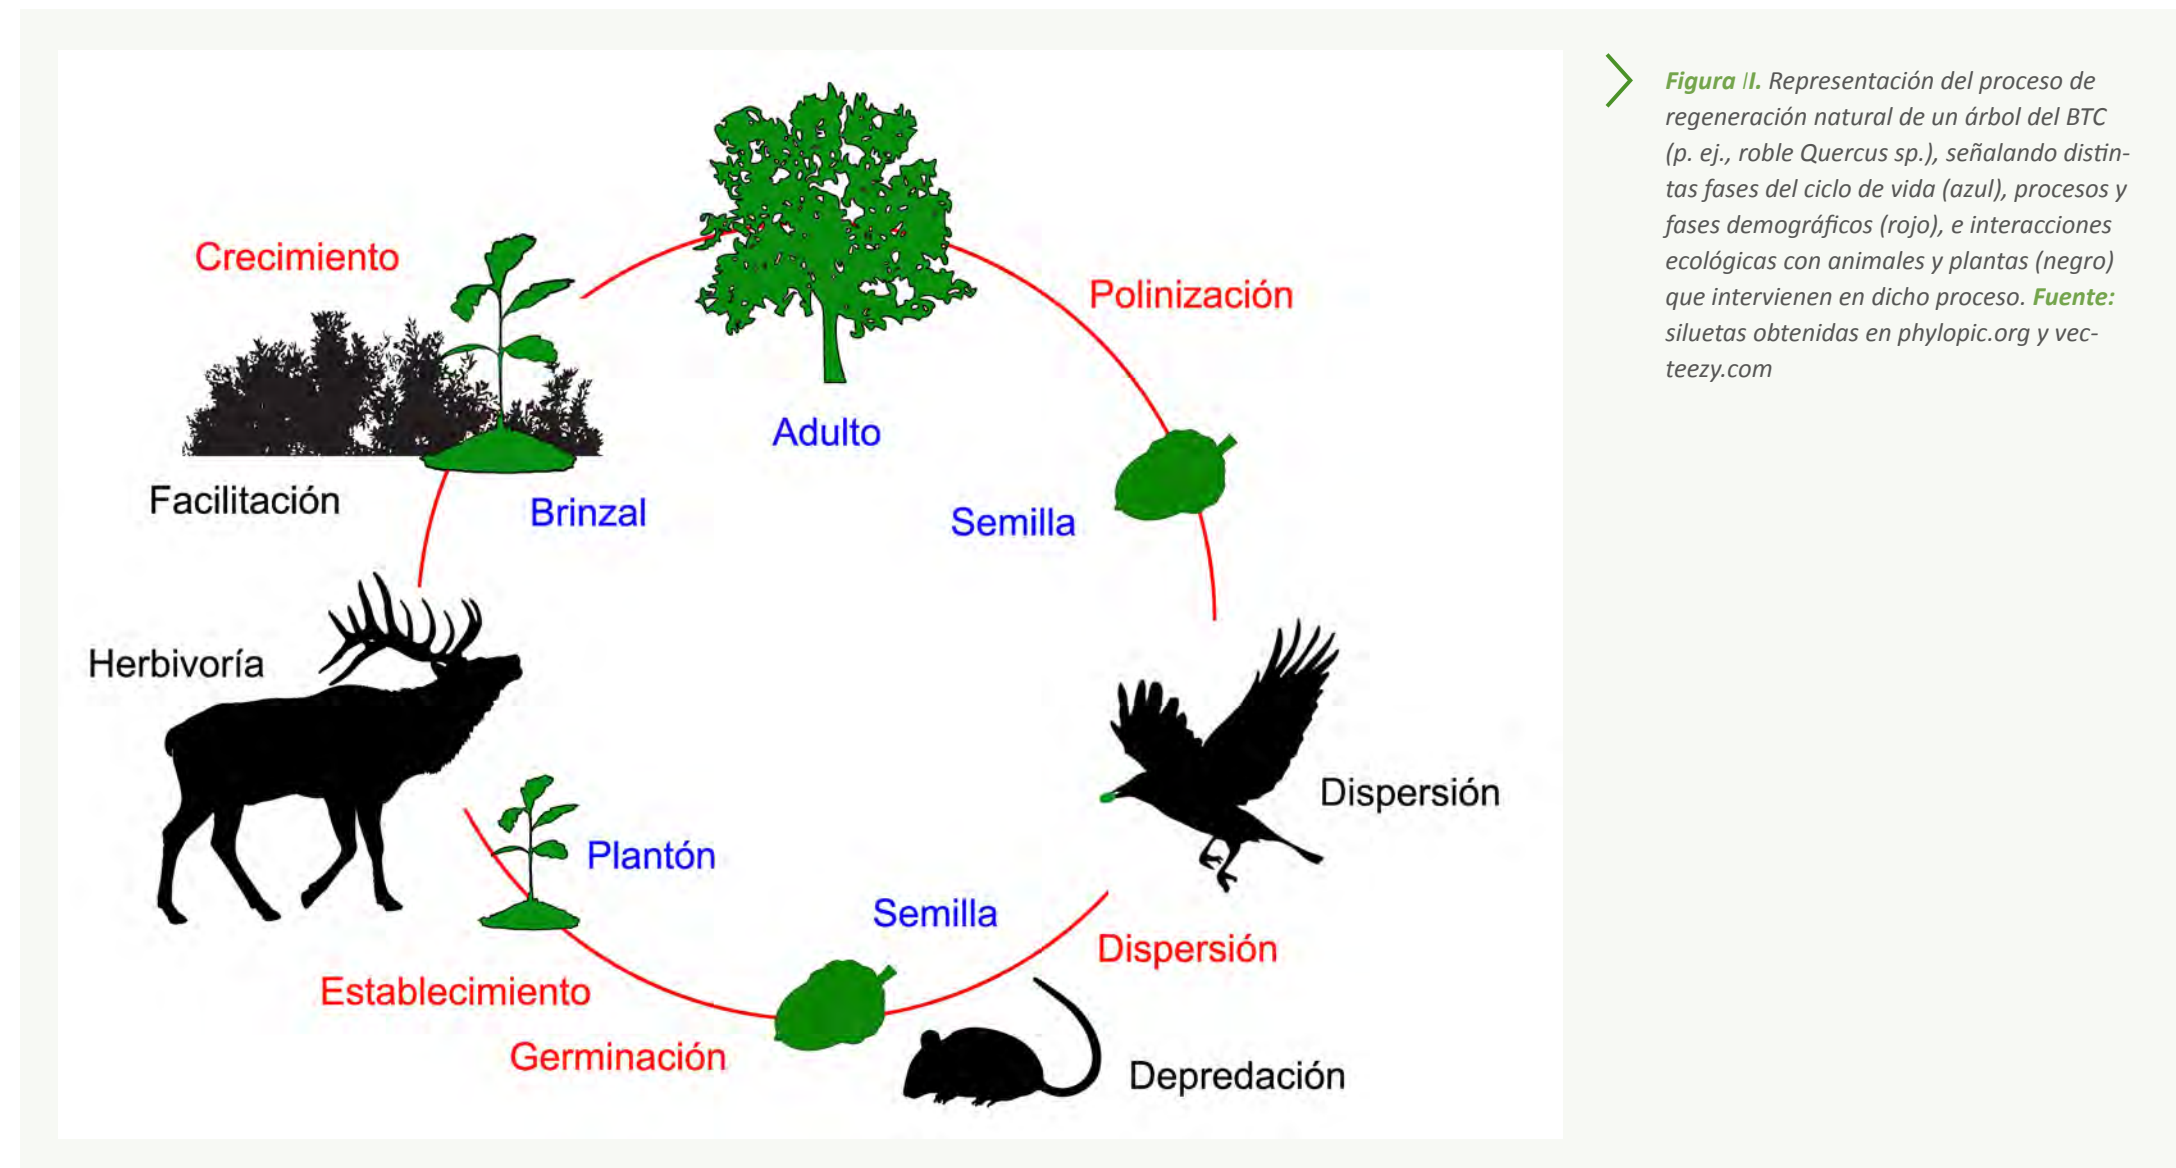 Crecimiento
Facilitación
Brinzal
Adulto
Polinización
Semilla
Herbivoría
Dispersión
Plantón
Semilla
Dispersión
Establecimiento
Germinación
Depredación
Figura II. Representación del proceso de
regeneración natural de un árbol del BTC
(p. ej., roble Quercus sp.), señalando distin-
tas fases del ciclo de vida (azul), procesos y
fases demográficos (rojo), e interacciones
ecológicas con animales y plantas (negro)
que intervienen en dicho proceso. Fuente:
siluetas obtenidas en phylopic.org y vec-
teezy.com